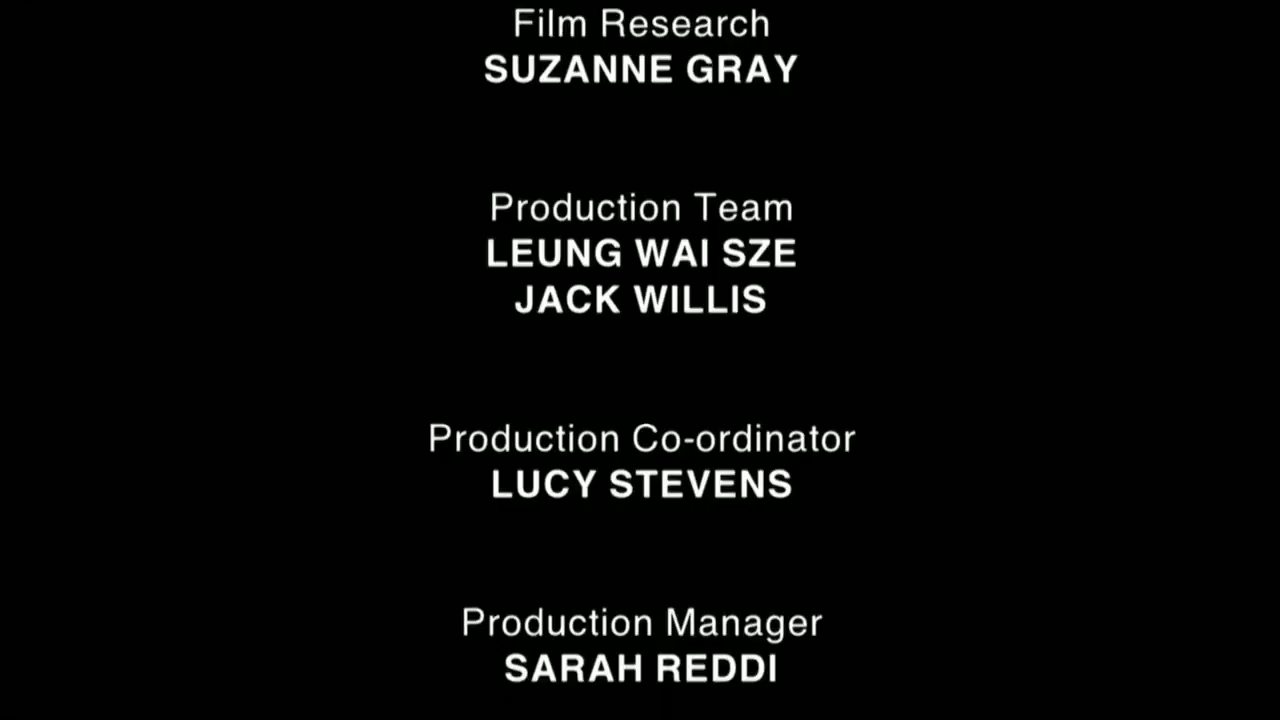 Film Research
SUZANNE GRAY
Production Team
LEUNG WAI SZE
JACK WILLIS
Production Co-ordinator
LUCY STEVENS
Production Manager
SARAH REDDI